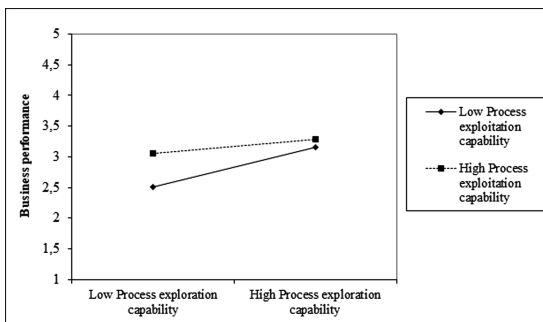 5
4,5
4
3,5
3
2,5
2
1,5
1
Business performance
Low Process exploration
capability
High Process exploration
capability
Low Process
exploitation
capability
High Process
exploitation
capability